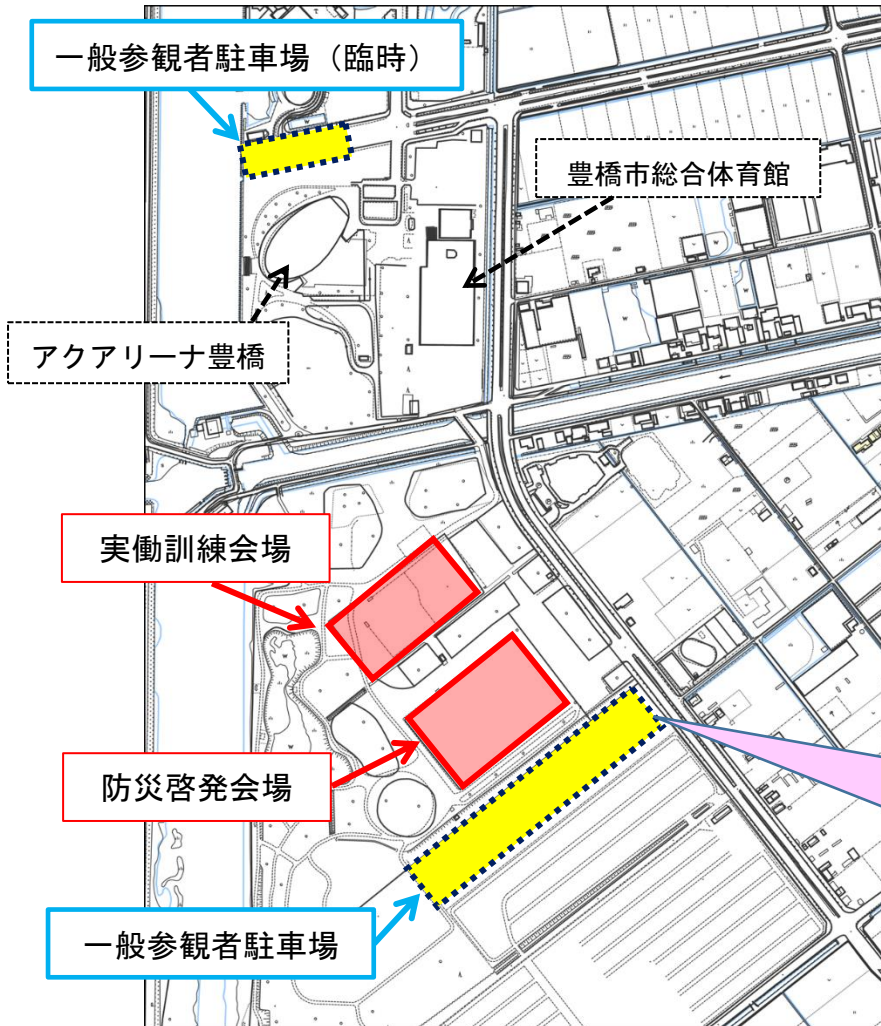 一般参観者駐車場（臨時）
豊橋市総合体育館
アクアリーナ豊橋
実働訓練会場
防災啓発会場
一般参観者駐車場